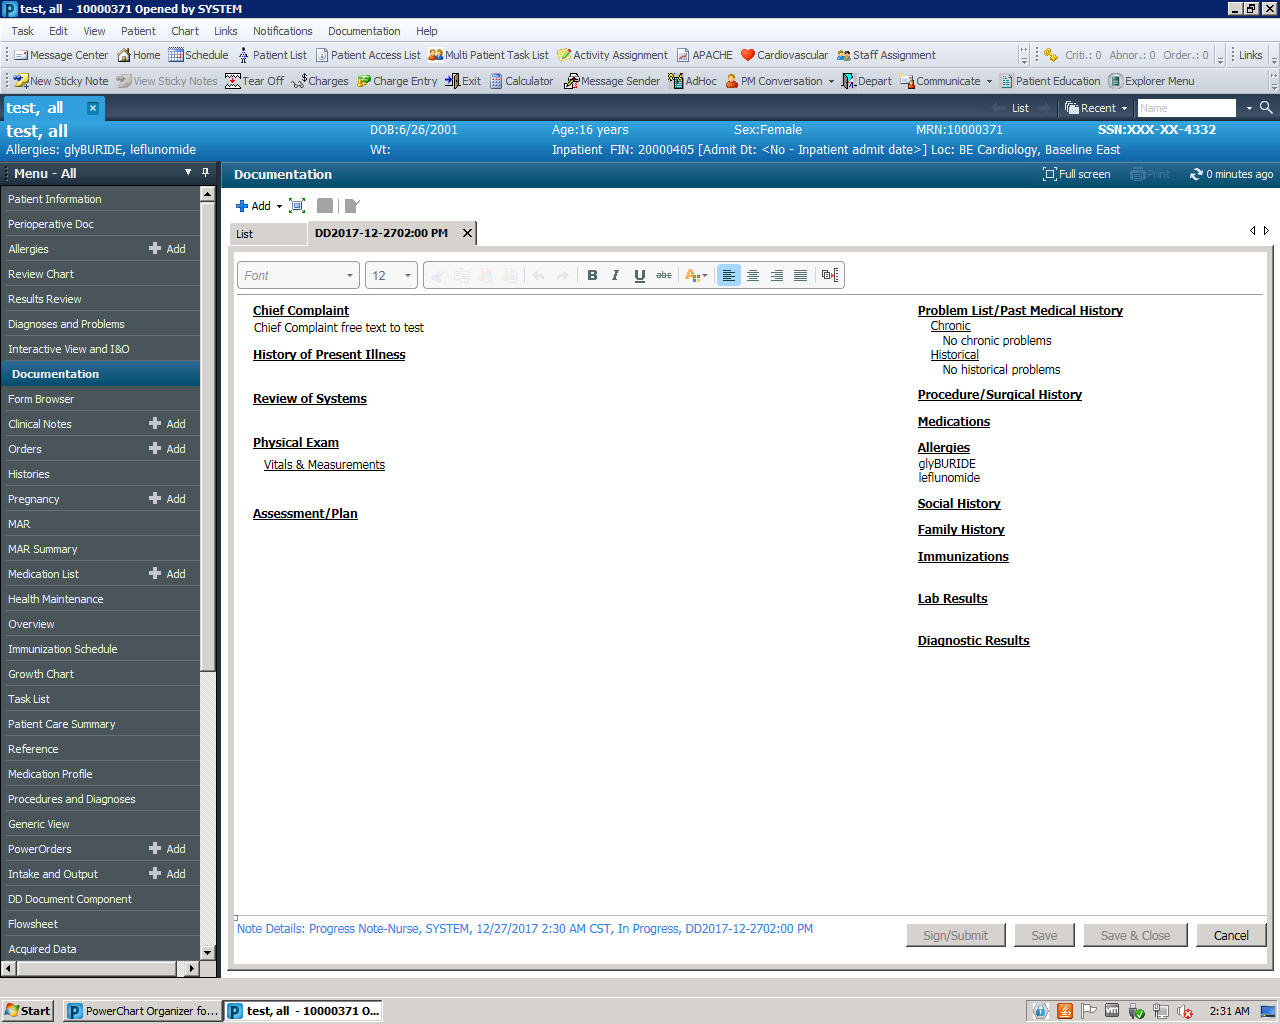 test, all - 10000371 Opened by SYSTEM
Task Edit View Patient Chart Links Notifications Documentation Help
Message Center Home Schedule Patient List Patient Access List Multi Patient Task List Activity Assignment APACHE Cardiovascular Staff Assignment Criti.: 0 Abnor.: 0 Order.: 0 Links
New Sticky Note View Sticky Notes Tear Off Charges Charge Entry Exit Calculator Message Sender AdHoc PM Conversation Depart Communicate Patient Education Explorer Menu
test, all List Recent Name
test, all DOB:6/26/2001 Age:16 years Sex:Female MRN:10000371 SSN:XXX-XX-4332
Allergies: glyBURIDE, leflunomide Wt: Inpatient FIN: 20000405 [Admit Dt: <No - Inpatient admit date>] Loc: BE Cardiology, Baseline East
Menu - All
Patient Information
Perioperative Doc
Allergies Add
Review Chart
Results Review
Diagnoses and Problems
Interactive View and I&O
Documentation
Form Browser
Clinical Notes Add
Orders Add
Histories
Pregnancy Add
MAR
MAR Summary
Medication List Add
Health Maintenance
Overview
Immunization Schedule
Growth Chart
Task List
Patient Care Summary
Reference
Medication Profile
Procedures and Diagnoses
Generic View
PowerOrders Add
Intake and Output Add
DD Document Component
Flowsheet
Acquired Data
Documentation Full screen Print 0 minutes ago
Add
List DD2017-12-2702:00 PM
Font 12 B I U abc A
Chief Complaint
Chief Complaint free text to test
History of Present Illness
Review of Systems
Physical Exam
Vitals & Measurements
Assessment/Plan
Problem List/Past Medical History
Chronic
No chronic problems
Historical
No historical problems
Procedure/Surgical History
Medications
Allergies
glyBURIDE
leflunomide
Social History
Family History
Immunizations
Lab Results
Diagnostic Results
Note Details: Progress Note-Nurse, SYSTEM, 12/27/2017 2:30 AM CST, In Progress, DD2017-12-2702:00 PM
Sign/Submit Save Save & Close Cancel
Start PowerChart Organizer fo... test, all - 10000371 O... 2:31 AM